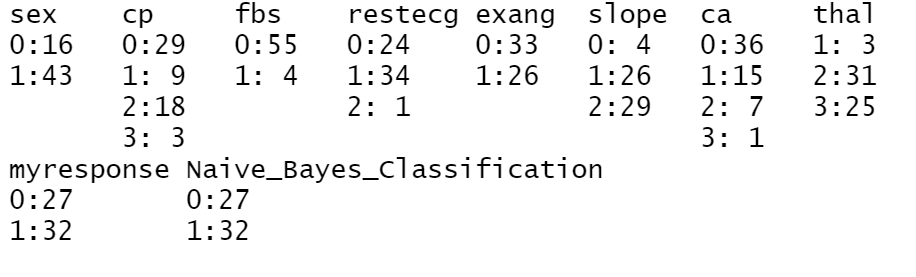 sex cp fbs restecg exang slope ca thal
0:16 0:29 0:55 0:24 0:33 0: 4 0:36 1: 3
1:43 1: 9 1: 4 1:34 1:26 1:26 1:15 2:31
2:18 2: 1 2:29 2: 7 3:25
3: 3 3: 1
myresponse Naive_Bayes_Classification
0:27 0:27
1:32 1:32